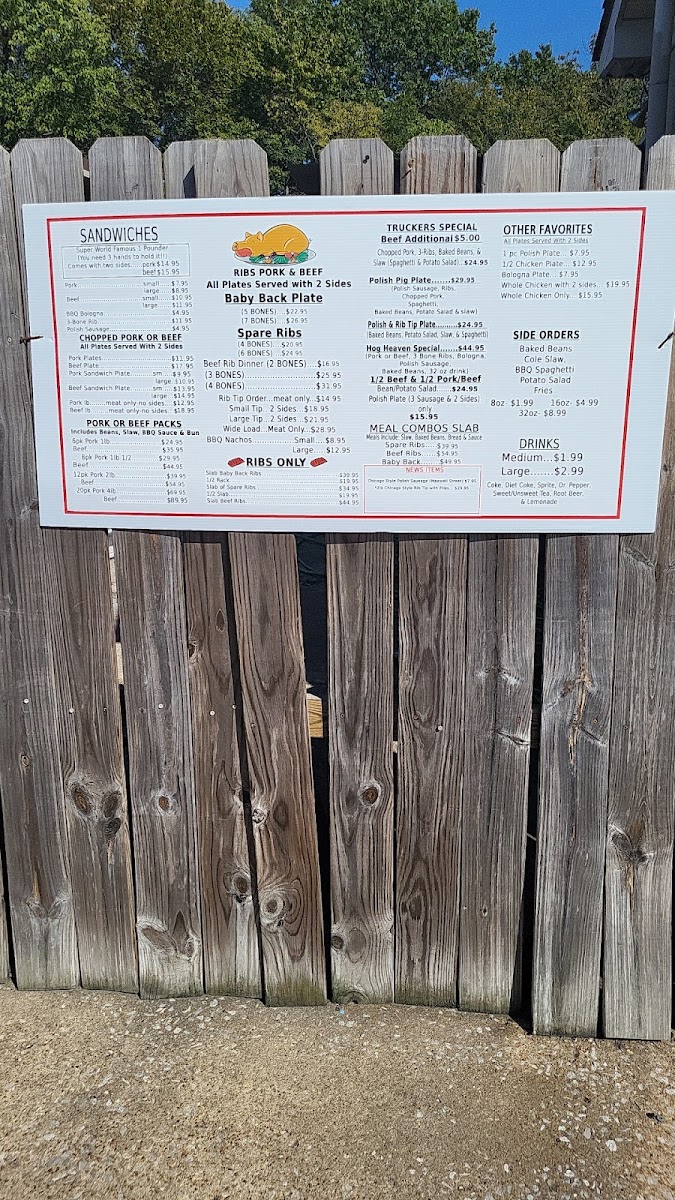 SANDWICHES
Super World Famous 1 Pounder
(You need 3 hands to hold it!!)
Comes with two sides.....pork $14.95
beef $15.95
Pork............small....$7.95
large....$8.95
Beef............small....$10.95
large....$11.95
BBQ Bologna............$4.95
3-Bone Rib............$11.95
Polish Sausage............$4.95
CHOPPED PORK OR BEEF
All Plates Served With 2 Sides
Pork Plates............$11.95
Beef Plate............$17.95
Pork Sandwich Plate............sm....$9.95
large $10.95
Beef Sandwich Plate............sm....$13.95
large $14.95
Pork lb.........meat only-no sides...$12.95
Beef lb.........meat only-no sides..$18.95
PORK OR BEEF PACKS
Includes Beans, Slaw, BBQ Sauce & Bun
6pk Pork 1lb............$24.95
Beef............$35.95
8pk Pork 1lb 1/2............$29.95
Beef............$44.95
12pk Pork 2lb............$39.95
Beef............$54.95
20pk Pork 4lb............$69.95
Beef............$89.95
RIBS PORK & BEEF
All Plates Served with 2 Sides
Baby Back Plate
(5 BONES)....$22.95
(7 BONES)....$26.95
Spare Ribs
(4 BONES)....$20.95
(6 BONES)....$24.95
Beef Rib Dinner (2 BONES)....$16.95
(3 BONES)............$25.95
(4 BONES)............$31.95
Rib Tip Order...meat only...$14.95
Small Tip...2 Sides...$18.95
Large Tip...2 Sides...$21.95
Wide Load...Meat Only...$28.95
BBQ Nachos............Small....$8.95
Large....$12.95
RIBS ONLY
Slab Baby Back Ribs
1/2 Rack............$19.95
Slab of Spare Ribs............$34.95
1/2 Slab............$19.95
Slab Beef Ribs............$44.95
TRUCKERS SPECIAL
Beef Additional $5.00
Chopped Pork, 3-Ribs, Baked Beans, &
Slaw (Spaghetti & Potato Salad)...$24.95
Polish Pig Plate.......$29.95
(Polish Sausage, Ribs,
Chopped Pork,
Spaghetti,
Baked Beans, Potato Salad & slaw)
Polish & Rib Tip Plate..........$24.95
(Baked Beans, Potato Salad, Slaw, & Spaghetti)
Hog Heaven Special.......$44.95
(Pork or Beef, 3 Bone Ribs, Bologna,
Polish Sausage,
Baked Beans, 32 oz drink)
1/2 Beef & 1/2 Pork/Beef
Bean/Potato Salad......$24.95
Polish Plate (3 Sausage & 2 Sides)
only
$15.95
MEAL COMBOS SLAB
Meals Include: Slaw, Baked Beans, Bread & Sauce
Spare Ribs....$39.95
Beef Ribs.....$54.95
Baby Back.....$49.95
NEWS ITEMS
Chicago Style Polish Sausage (Maxwell Street) $7.95
Chicago Style Rib Tip with Fries....
OTHER FAVORITES
All Plates Served With 2 Sides
1 pc Polish Plate... $7.95
1/2 Chicken Plate... $12.95
Bologna Plate... $7.95
Whole Chicken with 2 sides.. $19.95
Whole Chicken Only.. $15.95
SIDE ORDERS
Baked Beans
Cole Slaw,
BBQ Spaghetti
Potato Salad
Fries
8oz- $1.99 16oz- $4.99
32oz- $8.99
DRINKS
Medium...$1.99
Large.......$2.99
Coke, Diet Coke, Sprite, Dr. Pepper,
Sweet/Unsweet Tea, Root Beer,
& Lemonade